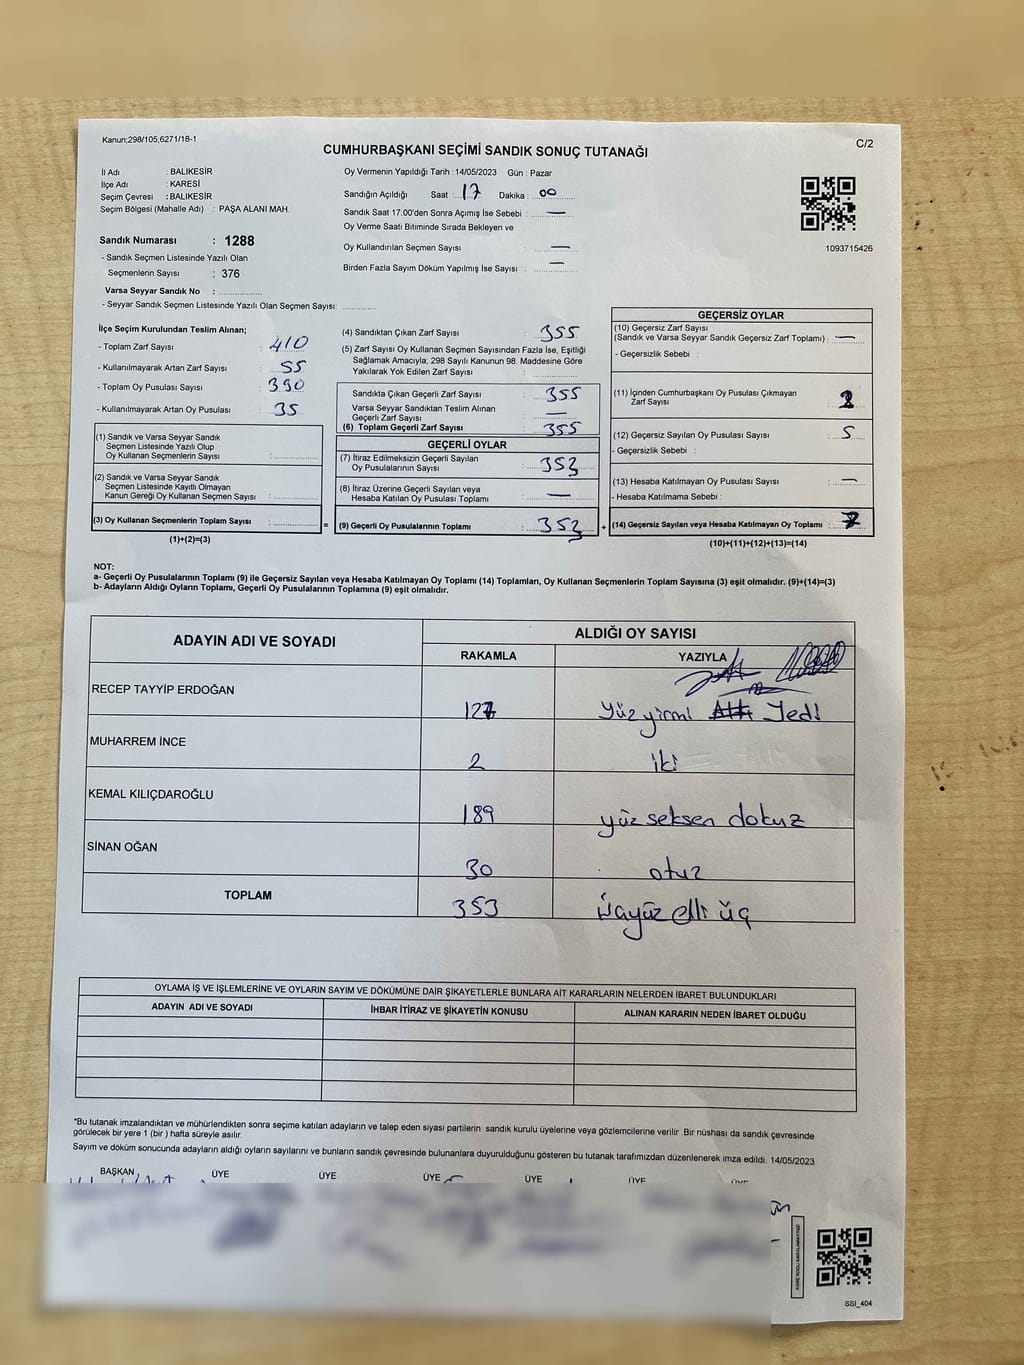 Kanun;298/105;6271/18-1
C/2
CUMHURBAŞKANI SEÇİMİ SANDIK SONUÇ TUTANAĞI
İl Adı : BALIKESİR
İlçe Adı : KARESİ
Seçim Çevresi : BALIKESİR
Seçim Bölgesi (Mahalle Adı) : PAŞA ALANI MAH.
Sandık Numarası : 1288
- Sandık Seçmen Listesinde Yazılı Olan
Seçmenlerin Sayısı : 376
Varsa Seyyar Sandık No :
- Seyyar Sandık Seçmen Listesinde Yazılı Olan Seçmen Sayısı:
Oy Vermenin Yapıldığı Tarih : 14/05/2023 Gün : Pazar
Sandığın Açıldığı Saat : 17 Dakika : 00
Sandık Saat 17:00'den Sonra Açımış İse Sebebi : —
Oy Verme Saati Bitiminde Sırada Bekleyen ve
Oy Kullandırılan Seçmen Sayısı : —
Birden Fazla Sayım Döküm Yapılmış İse Sayısı : —
1093715426
İlçe Seçim Kurulundan Teslim Alınan;
- Toplam Zarf Sayısı : 410
- Kullanılmayarak Artan Zarf Sayısı : 55
- Toplam Oy Pusulası Sayısı : 390
- Kullanılmayarak Artan Oy Pusulası : 35
(1) Sandık ve Varsa Seyyar Sandık
Seçmen Listesinde Yazılı Olup
Oy Kullanan Seçmenlerin Sayısı :
(2) Sandık ve Varsa Seyyar Sandık
Seçmen Listesinde Kayıtlı Olmayan
Kanun Gereği Oy Kullanan Seçmen Sayısı :
(3) Oy Kullanan Seçmenlerin Toplam Sayısı : =
(1)+(2)=(3)
(4) Sandıktan Çıkan Zarf Sayısı : 355
(5) Zarf Sayısı Oy Kullanan Seçmen Sayısından Fazla İse, Eşitliği
Sağlamak Amacıyla; 298 Sayılı Kanunun 98. Maddesine Göre
Yakılarak Yok Edilen Zarf Sayısı :
Sandıkta Çıkan Geçerli Zarf Sayısı : 355
Varsa Seyyar Sandıktan Teslim Alınan
Geçerli Zarf Sayısı : —
(6) Toplam Geçerli Zarf Sayısı : 355
GEÇERLİ OYLAR
(7) İtiraz Edilmeksizin Geçerli Sayılan
Oy Pusulalarının Sayısı : 353
(8) İtiraz Üzerine Geçerli Sayılan veya
Hesaba Katılan Oy Pusulası Toplamı : —
(9) Geçerli Oy Pusulalarının Toplamı : 353 +
GEÇERSİZ OYLAR
(10) Geçersiz Zarf Sayısı
(Sandık ve Varsa Seyyar Sandık Geçersiz Zarf Toplamı) : —
- Geçersizlik Sebebi :
(11) İçinden Cumhurbaşkanı Oy Pusulası Çıkmayan
Zarf Sayısı : 2
(12) Geçersiz Sayılan Oy Pusulası Sayısı : 5
- Geçersizlik Sebebi :
(13) Hesaba Katılmayan Oy Pusulası Sayısı : —
- Hesaba Katılmama Sebebi :
(14) Geçersiz Sayılan veya Hesaba Katılmayan Oy Toplamı : 7
(10)+(11)+(12)+(13)=(14)
NOT:
a- Geçerli Oy Pusulalarının Toplamı (9) ile Geçersiz Sayılan veya Hesaba Katılmayan Oy Toplamı (14) Toplamları, Oy Kullanan Seçmenlerin Toplam Sayısına (3) eşit olmalıdır. (9)+(14)=(3)
b- Adayların Aldığı Oyların Toplamı, Geçerli Oy Pusulalarının Toplamına (9) eşit olmalıdır.
ADAYIN ADI VE SOYADI ALDIĞI OY SAYISI
RAKAMLA YAZIYLA
RECEP TAYYİP ERDOĞAN 127 Yüz yirmi Altı Yedi
MUHARREM İNCE 2 iki
KEMAL KILIÇDAROĞLU 189 yüz seksen dokuz
SİNAN OĞAN 30 otuz
TOPLAM 353 Üçyüz elli üç
OYLAMA İŞ VE İŞLEMLERİNE VE OYLARIN SAYIM VE DÖKÜMÜNE DAİR ŞİKAYETLERLE BUNLARA AİT KARARLARIN NELERDEN İBARET BULUNDUKLARI
ADAYIN ADI VE SOYADI İHBAR İTİRAZ VE ŞİKAYETİN KONUSU ALINAN KARARIN NEDEN İBARET OLDUĞU
*Bu tutanak imzalandıktan ve mühürlendikten sonra seçime katılan adayların ve talep eden siyasi partilerin sandık kurulu üyelerine veya gözlemcilerine verilir .Bir nüshası da sandık çevresinde
görülecek bir yere 1 (bir ) hafta süreyle asılır.
Sayım ve döküm sonucunda adayların aldığı oyların sayılarını ve bunların sandık çevresinde bulunanlara duyurulduğunu gösteren bu tutanak tarafımızdan düzenlenerek imza edildi. 14/05/2023
BAŞKAN ÜYE ÜYE ÜYE ÜYE ÜYE ÜYE
SSI_404